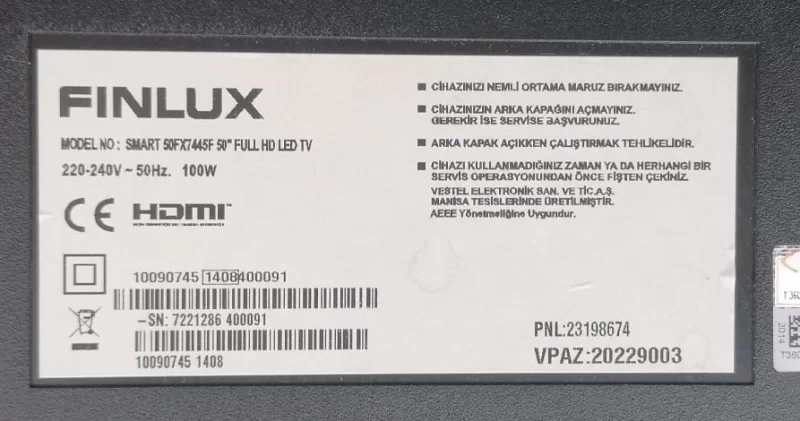 FINLUX
MODEL NO: SMART 50FX7445F 50" FULL HD LED TV
220-240V ~ 50Hz. 100W
CE HDMI™
10090745 1408400091
-SN: 7221286 400091
10090745 1408
■ CİHAZINIZI NEMLİ ORTAMA MARUZ BIRAKMAYINIZ.
■ CİHAZINIZIN ARKA KAPAĞINI AÇMAYINIZ.
GEREKİR İSE SERVİSE BAŞVURUNUZ.
■ ARKA KAPAK AÇIKKEN ÇALIŞTIRMAK TEHLİKELİDİR.
■ CİHAZI KULLANMADIĞINIZ ZAMAN YA DA HERHANGİ BİR
SERVİS OPERASYONUNDAN ÖNCE FİŞTEN ÇEKİNİZ.
VESTEL ELEKTRONİK SAN. VE TİC.A.Ş.
MANİSA TESİSLERİNDE ÜRETİLMİŞTİR.
AEEE Yönetmeliğine Uygundur.
PNL:23198674
VPAZ:20229003
2014